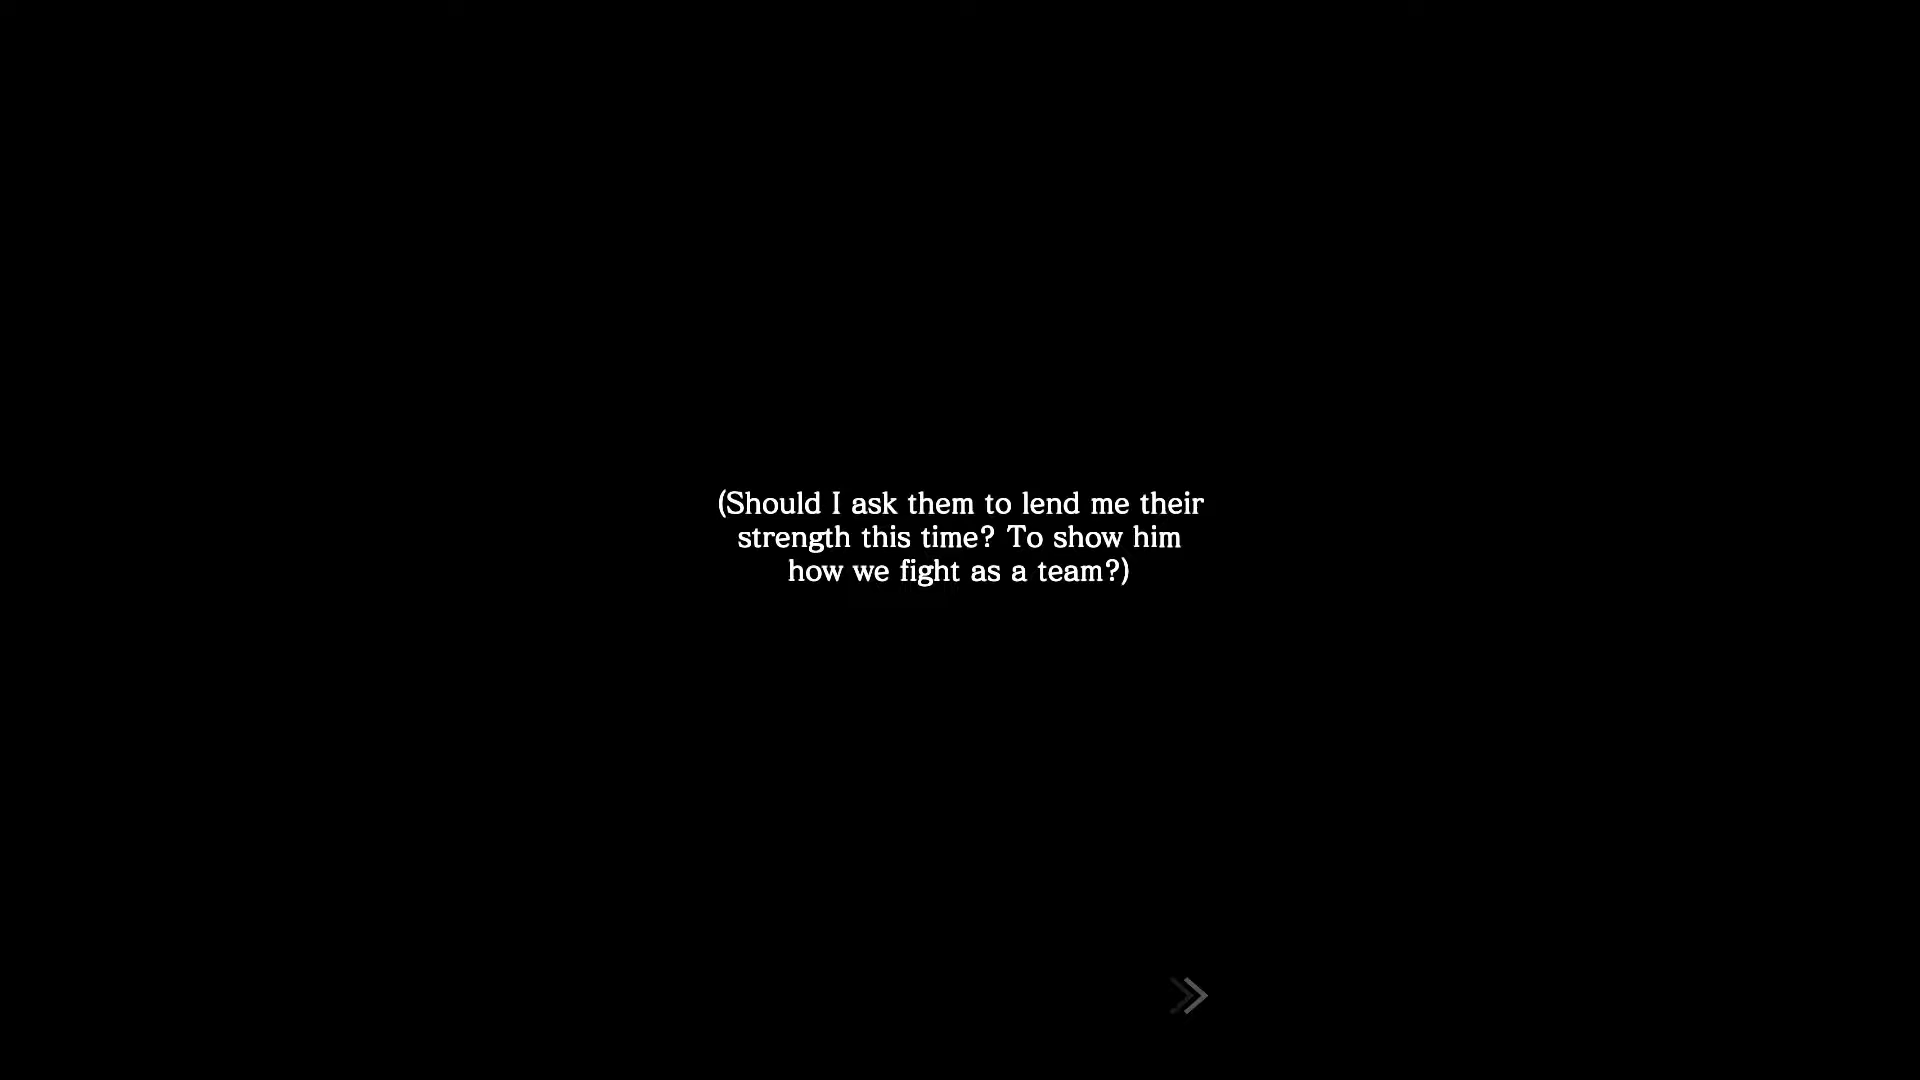 (Should I ask them to lend me their
strength this time? To show him
how we fight as a team?)